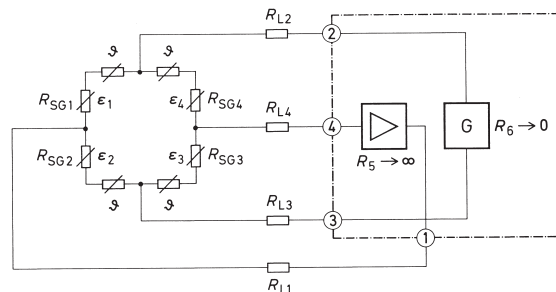 R_L2
2
ϑ ϑ
R_SG1 ε_1 ε_4 R_SG4
R_L4
4
G R_6→0
R_SG2 ε_2 ε_3 R_SG3
R_5→∞
ϑ ϑ
R_L3
3
1
R_L1